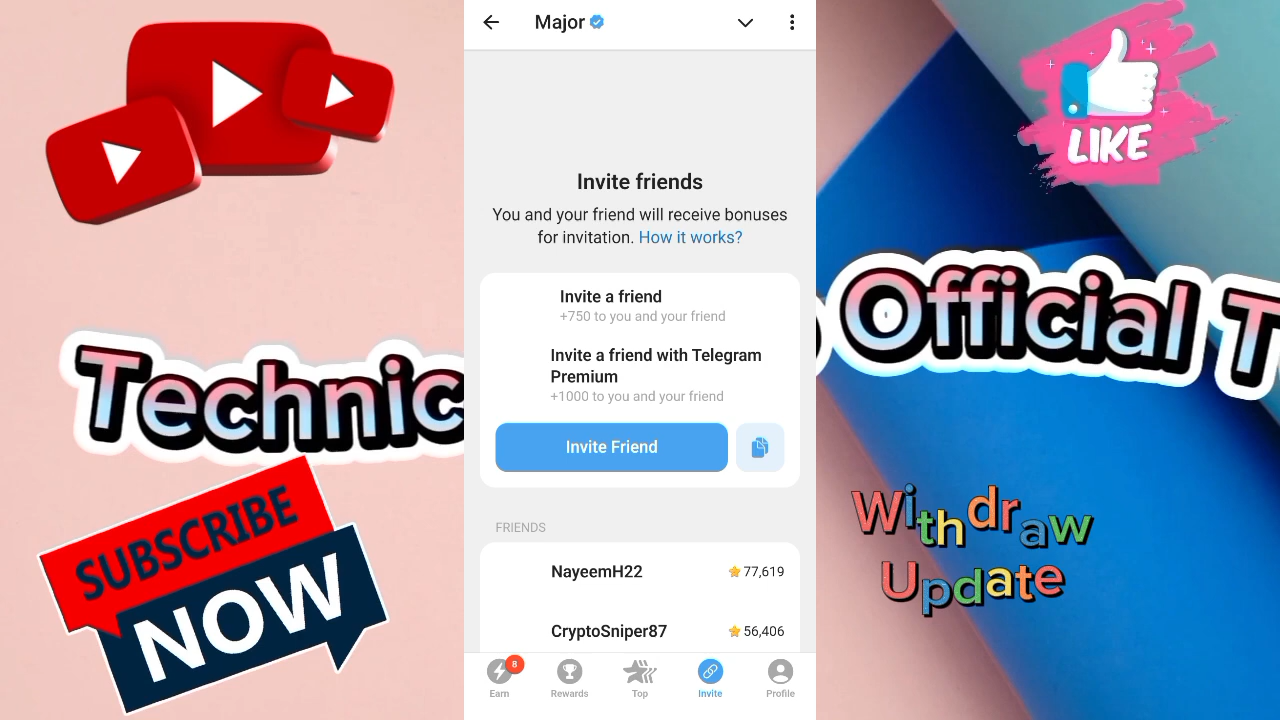 Major
Invite friends
You and your friend will receive bonuses
for invitation. How it works?
Invite a friend
+750 to you and your friend
Invite a friend with Telegram
Premium
+1000 to you and your friend
Invite Friend
FRIENDS
NayeemH22
77,619
CryptoSniper87
56,406
8
Earn
Rewards
Top
Invite
Profile
Technic
SUBSCRIBE
NOW
LIKE
Official T
Withdraw
Update